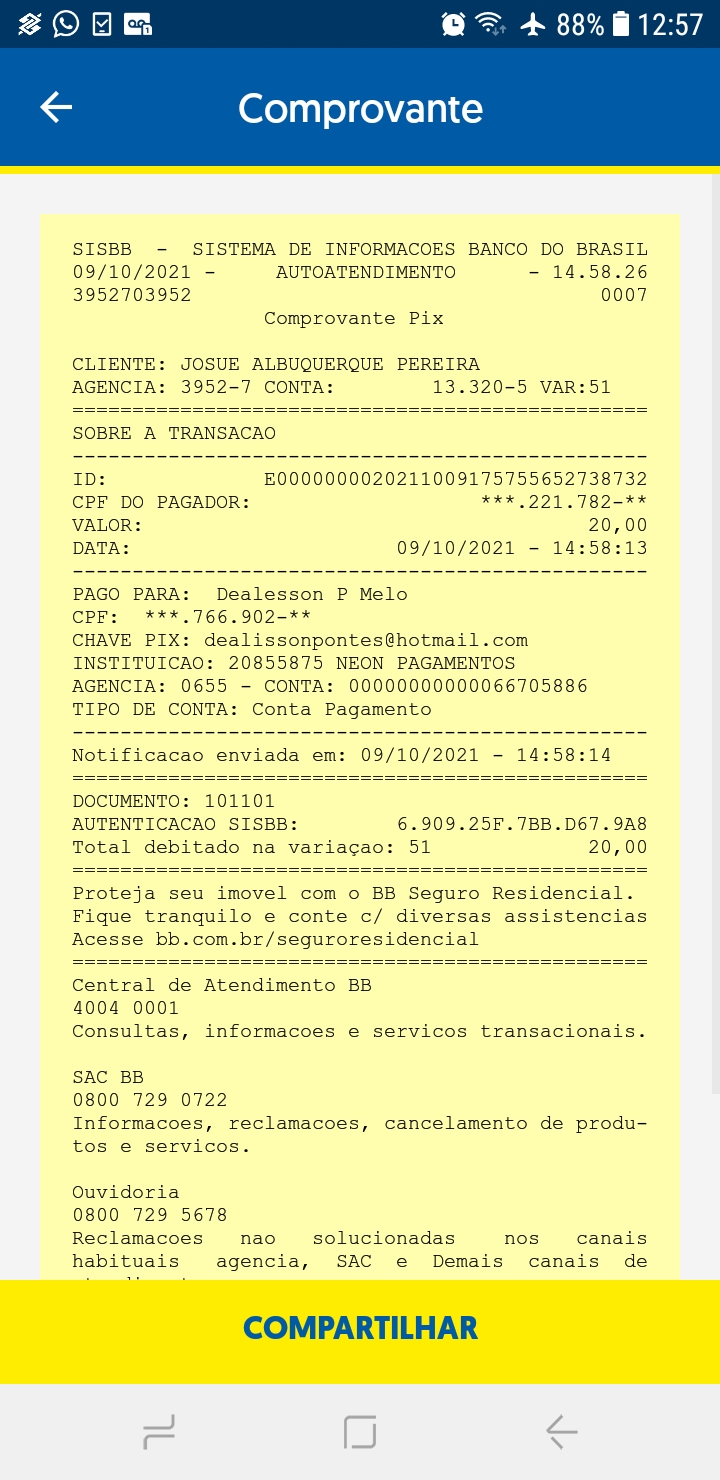 88% 12:57
Comprovante
SISBB - SISTEMA DE INFORMACOES BANCO DO BRASIL
09/10/2021 - AUTOATENDIMENTO - 14.58.26
3952703952 0007
Comprovante Pix
CLIENTE: JOSUE ALBUQUERQUE PEREIRA
AGENCIA: 3952-7 CONTA: 13.320-5 VAR:51
================================================
SOBRE A TRANSACAO
------------------------------------------------
ID: E00000000202110091757556527387​32
CPF DO PAGADOR: ***.221.782-**
VALOR: 20,00
DATA: 09/10/2021 - 14:58:13
------------------------------------------------
PAGO PARA: Dealesson P Melo
CPF: ***.766.902-**
CHAVE PIX: dealissonpontes@hotmail.com
INSTITUICAO: 20855875 NEON PAGAMENTOS
AGENCIA: 0655 - CONTA: 00000000000066705886
TIPO DE CONTA: Conta Pagamento
------------------------------------------------
Notificacao enviada em: 09/10/2021 - 14:58:14
================================================
DOCUMENTO: 101101
AUTENTICACAO SISBB: 6.909.25F.7BB.D67.9A8
Total debitado na variaçao: 51 20,00
================================================
Proteja seu imovel com o BB Seguro Residencial.
Fique tranquilo e conte c/ diversas assistencias
Acesse bb.com.br/seguroresidencial
================================================
Central de Atendimento BB
4004 0001
Consultas, informacoes e servicos transacionais.
SAC BB
0800 729 0722
Informacoes, reclamacoes, cancelamento de produ-
tos e servicos.
Ouvidoria
0800 729 5678
Reclamacoes nao solucionadas nos canais
habituais agencia, SAC e Demais canais de
COMPARTILHAR